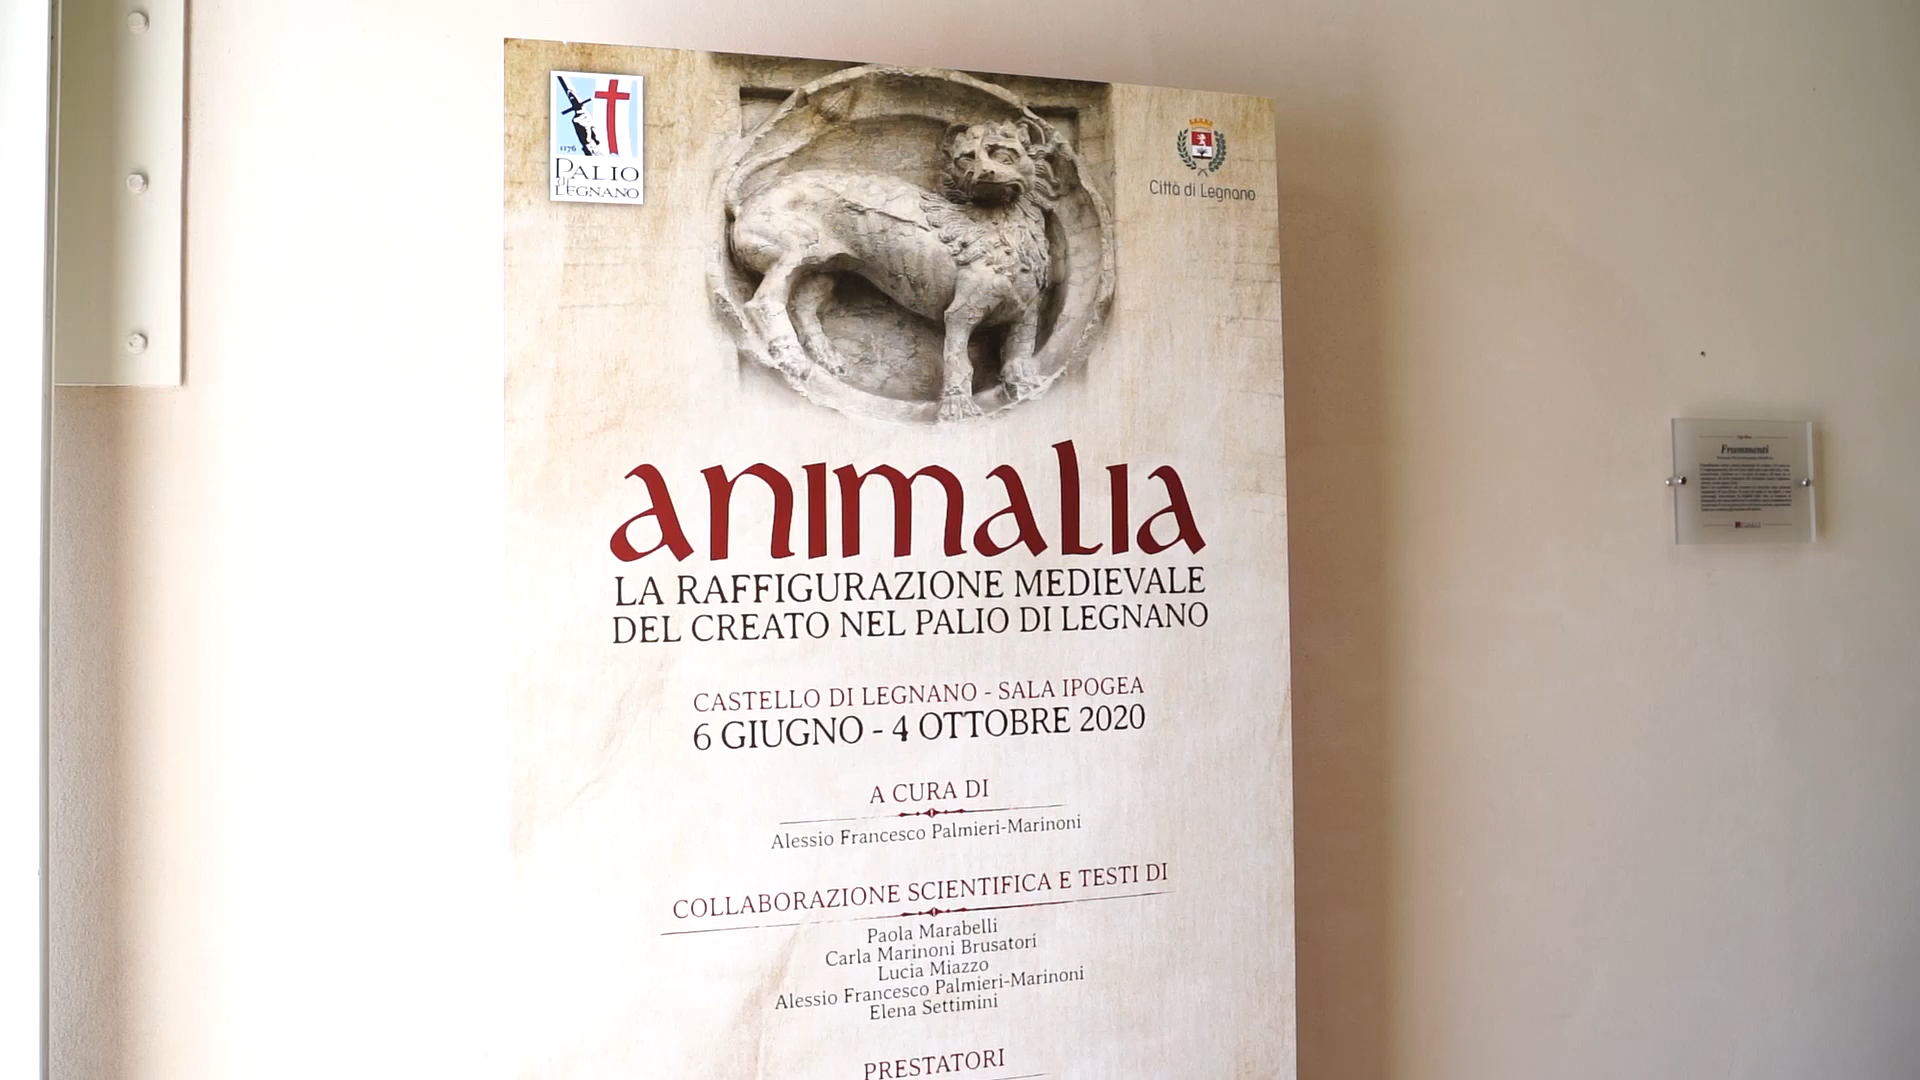 1176
PALIO
di
LEGNANO
Città di Legnano
ANIMALIA
LA RAFFIGURAZIONE MEDIEVALE
DEL CREATO NEL PALIO DI LEGNANO
CASTELLO DI LEGNANO - SALA IPOGEA
6 GIUGNO - 4 OTTOBRE 2020
A CURA DI
Alessio Francesco Palmieri-Marinoni
COLLABORAZIONE SCIENTIFICA E TESTI DI
Paola Marabelli
Carla Marinoni Brusatori
Lucia Miazzo
Alessio Francesco Palmieri-Marinoni
Elena Settimini
PRESTATORI
Frammenti